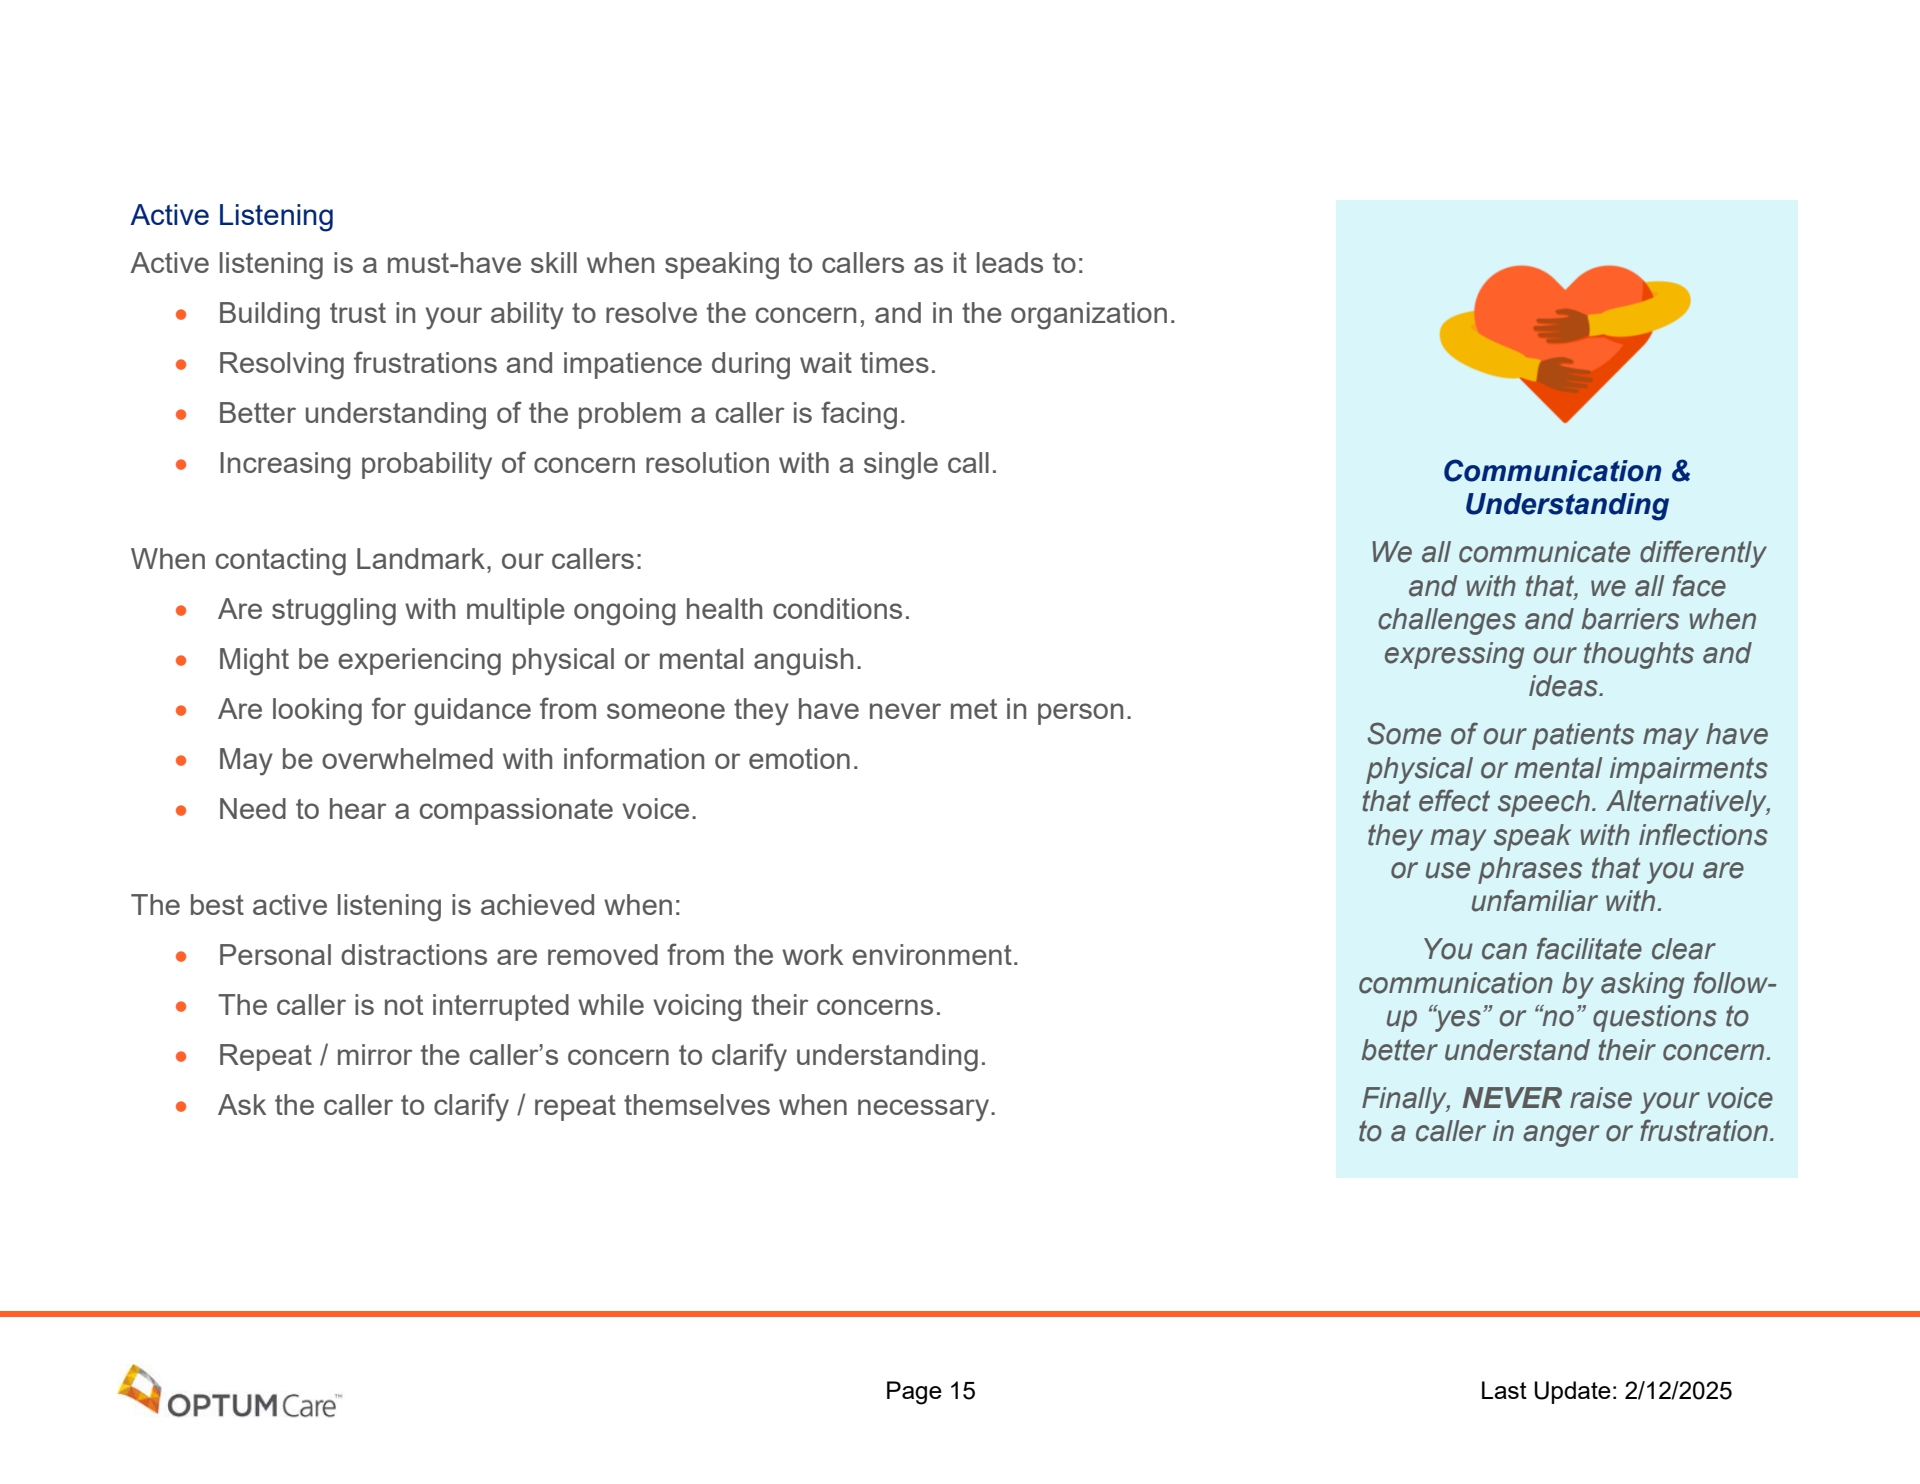 Active Listening
Active listening is a must-have skill when speaking to callers as it leads to:
• Building trust in your ability to resolve the concern, and in the organization.
• Resolving frustrations and impatience during wait times.
• Better understanding of the problem a caller is facing.
• Increasing probability of concern resolution with a single call.
When contacting Landmark, our callers:
• Are struggling with multiple ongoing health conditions.
• Might be experiencing physical or mental anguish.
• Are looking for guidance from someone they have never met in person.
• May be overwhelmed with information or emotion.
• Need to hear a compassionate voice.
The best active listening is achieved when:
• Personal distractions are removed from the work environment.
• The caller is not interrupted while voicing their concerns.
• Repeat / mirror the caller’s concern to clarify understanding.
• Ask the caller to clarify / repeat themselves when necessary.
Communication &
Understanding
We all communicate differently
and with that, we all face
challenges and barriers when
expressing our thoughts and
ideas.
Some of our patients may have
physical or mental impairments
that effect speech. Alternatively,
they may speak with inflections
or use phrases that you are
unfamiliar with.
You can facilitate clear
communication by asking follow-
up “yes” or “no” questions to
better understand their concern.
Finally, NEVER raise your voice
to a caller in anger or frustration.
OPTUM Care™
Page 15
Last Update: 2/12/2025